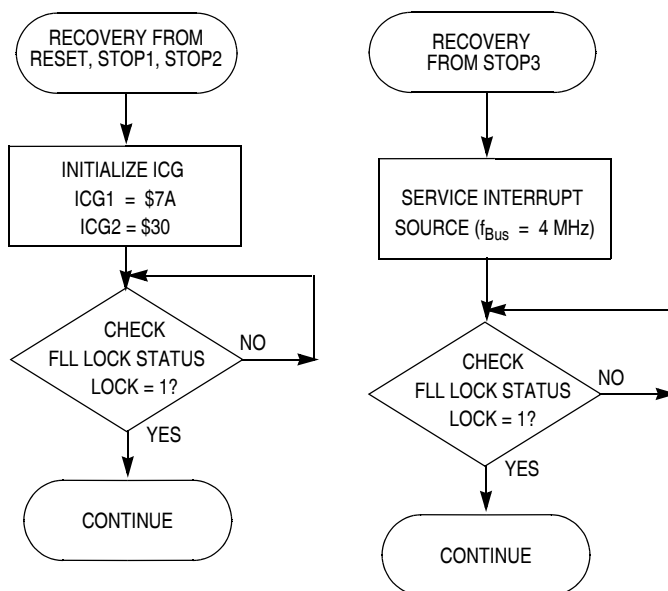 RECOVERY FROM
RESET, STOP1, STOP2
INITIALIZE ICG
ICG1 = $7A
ICG2 = $30
CHECK
FLL LOCK STATUS
LOCK = 1?
NO
YES
CONTINUE
RECOVERY
FROM STOP3
SERVICE INTERRUPT
SOURCE (fBus = 4 MHz)
CHECK
FLL LOCK STATUS
LOCK = 1?
NO
YES
CONTINUE